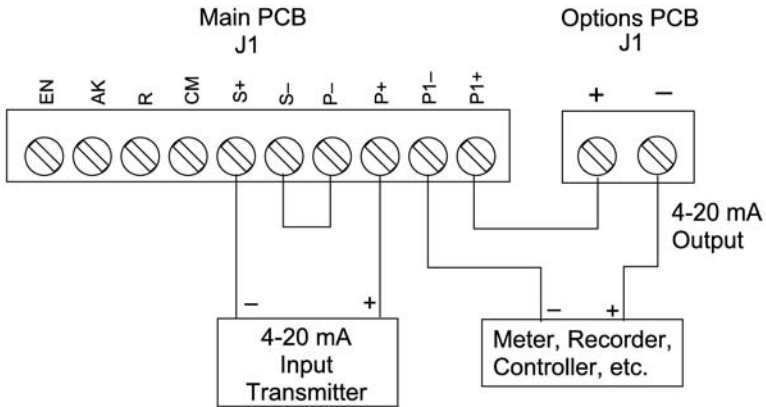 Main PCB
J1
Options PCB
J1
EN
AK
R
CM
S+
S–
P–
P+
P1–
P1+
+
–
4-20 mA
Output
–
+
4-20 mA
Input
Transmitter
–
+
Meter, Recorder,
Controller, etc.